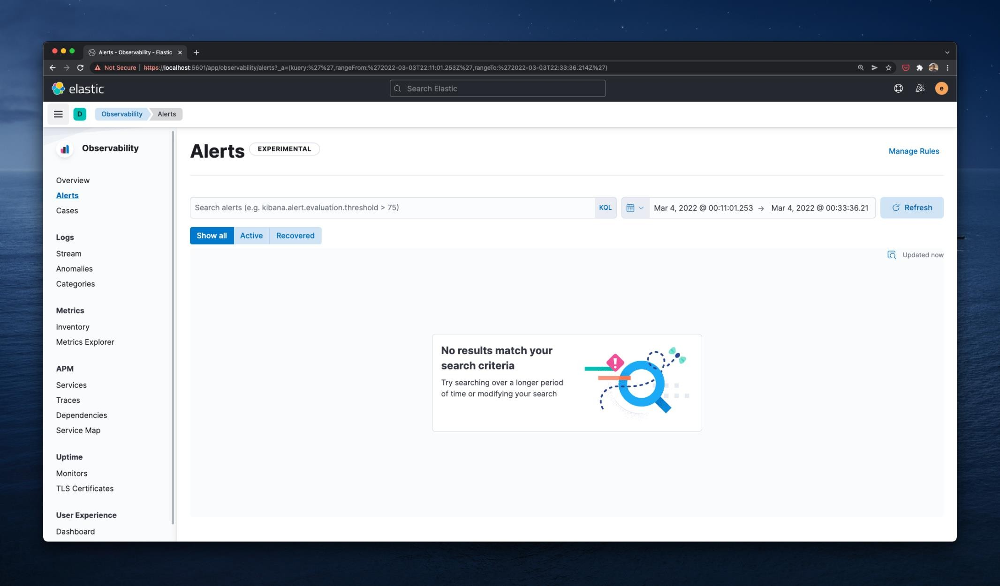 Alerts - Observability - Elastic
Not Secure https://localhost:5601/app/observability/alerts?_a=(kuery:%27%27,rangeFrom:%272022-03-03T22:11:01.253Z%27,rangeTo:%272022-03-03T22:33:36.214Z%27)
elastic
Search Elastic
e
D
Observability
Alerts
Observability
Overview
Alerts
Cases
Logs
Stream
Anomalies
Categories
Metrics
Inventory
Metrics Explorer
APM
Services
Traces
Dependencies
Service Map
Uptime
Monitors
TLS Certificates
User Experience
Dashboard
Alerts
EXPERIMENTAL
Manage Rules
Search alerts (e.g. kibana.alert.evaluation.threshold > 75)
KQL
Mar 4, 2022 @ 00:11:01.253 → Mar 4, 2022 @ 00:33:36.21
Refresh
Show all
Active
Recovered
Updated now
No results match your
search criteria
Try searching over a longer period
of time or modifying your search